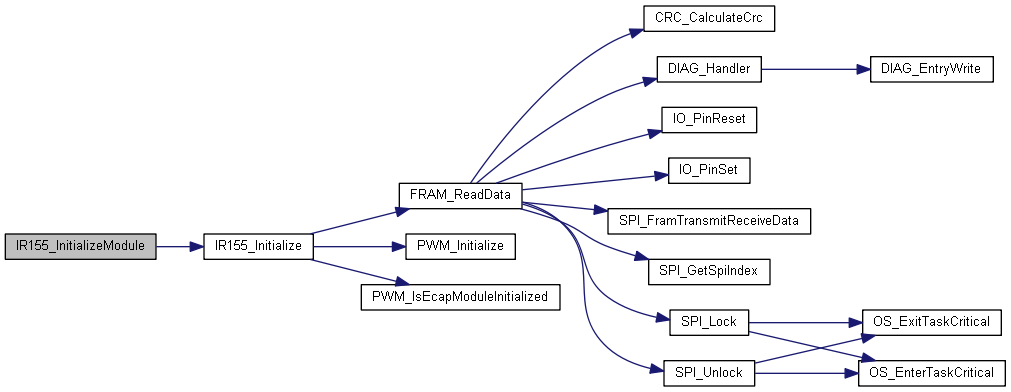 CRC_CalculateCrc
DIAG_Handler
DIAG_EntryWrite
IO_PinReset
IO_PinSet
FRAM_ReadData
SPI_FramTransmitReceiveData
IR155_InitializeModule
IR155_Initialize
PWM_Initialize
SPI_GetSpiIndex
PWM_IsEcapModuleInitialized
SPI_Lock
OS_ExitTaskCritical
SPI_Unlock
OS_EnterTaskCritical